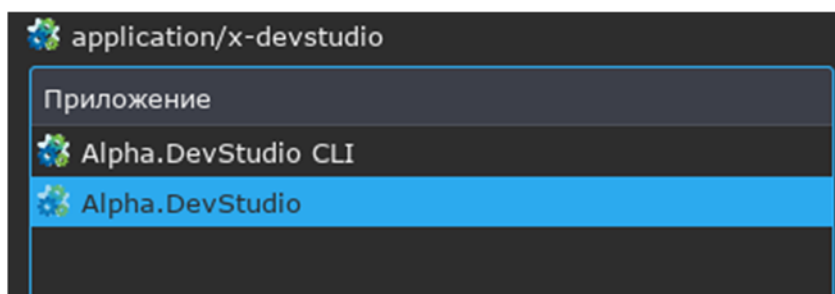 application/x-devstudio
Приложение
Alpha.DevStudio CLI
Alpha.DevStudio